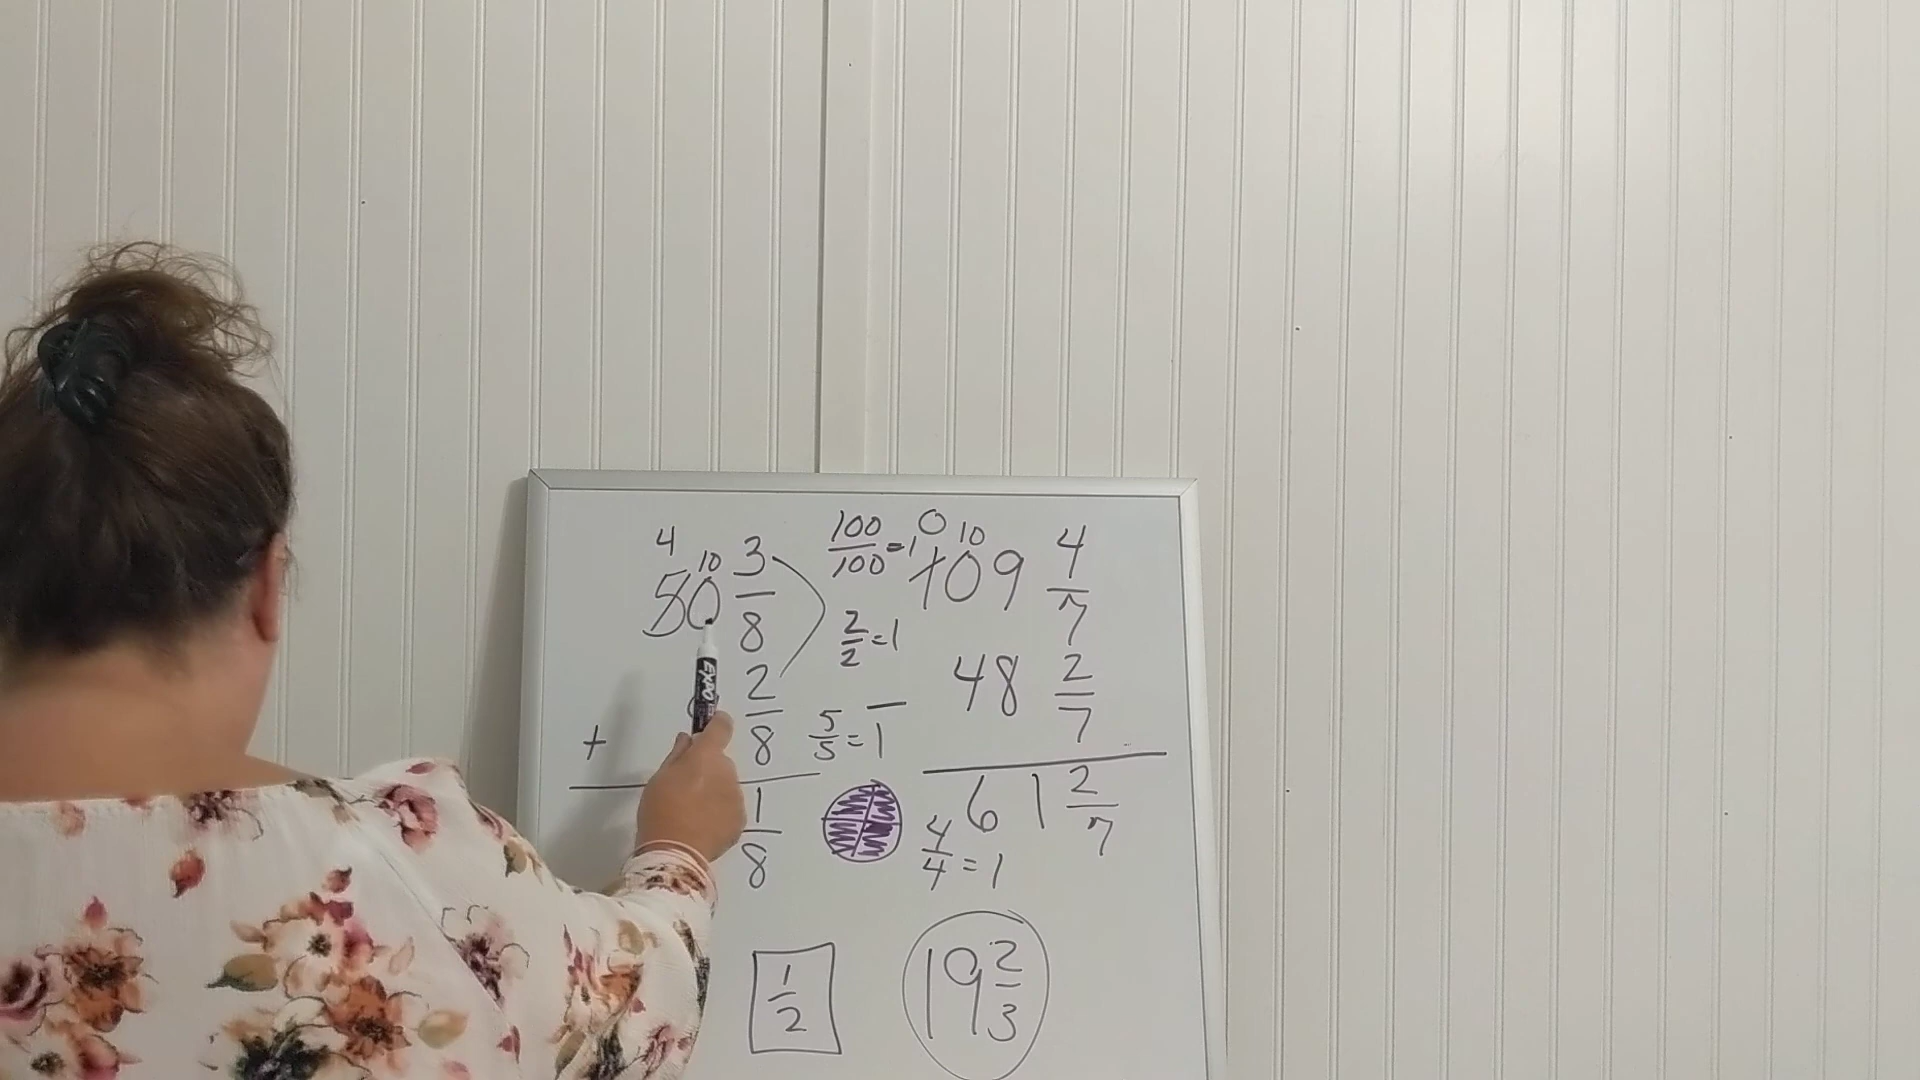 4
10
50 3/8
+ 2/8
1/8
100/100 = 1
2/2 = 1
5/5 = 1
0 10
109 4/7
48 2/7
61 2/7
4/4 = 1
1/2
19 2/3
EXPO